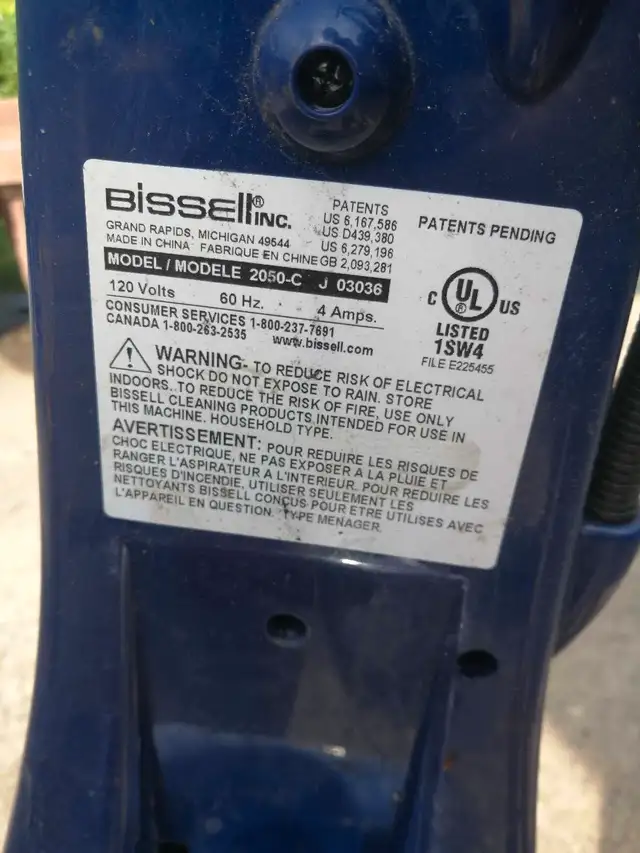 BISSELL® INC.
GRAND RAPIDS, MICHIGAN 49544
MADE IN CHINA FABRIQUE EN CHINE
PATENTS
US 6,167,586
US D439,380
US 6,279,196
GB 2,093,281
PATENTS PENDING
MODEL / MODELE 2050-C J 03036
120 Volts 60 Hz. 4 Amps.
CONSUMER SERVICES 1-800-237-7691
CANADA 1-800-263-2535 www.bissell.com
C UL ® US
LISTED
1SW4
FILE E225455
WARNING- TO REDUCE RISK OF ELECTRICAL
SHOCK DO NOT EXPOSE TO RAIN. STORE
INDOORS. TO REDUCE THE RISK OF FIRE, USE ONLY
BISSELL CLEANING PRODUCTS INTENDED FOR USE IN
THIS MACHINE. HOUSEHOLD TYPE.
AVERTISSEMENT: POUR REDUIRE LES RISQUES DE
CHOC ELECTRIQUE, NE PAS EXPOSER A LA PLUIE ET
RANGER L'ASPIRATEUR A L'INTERIEUR. POUR REDUIRE LES
RISQUES D'INCENDIE, UTILISER SEULEMENT LES
NETTOYANTS BISSELL CONCUS POUR ETRE UTILISES AVEC
L'APPAREIL EN QUESTION. TYPE MENAGER.